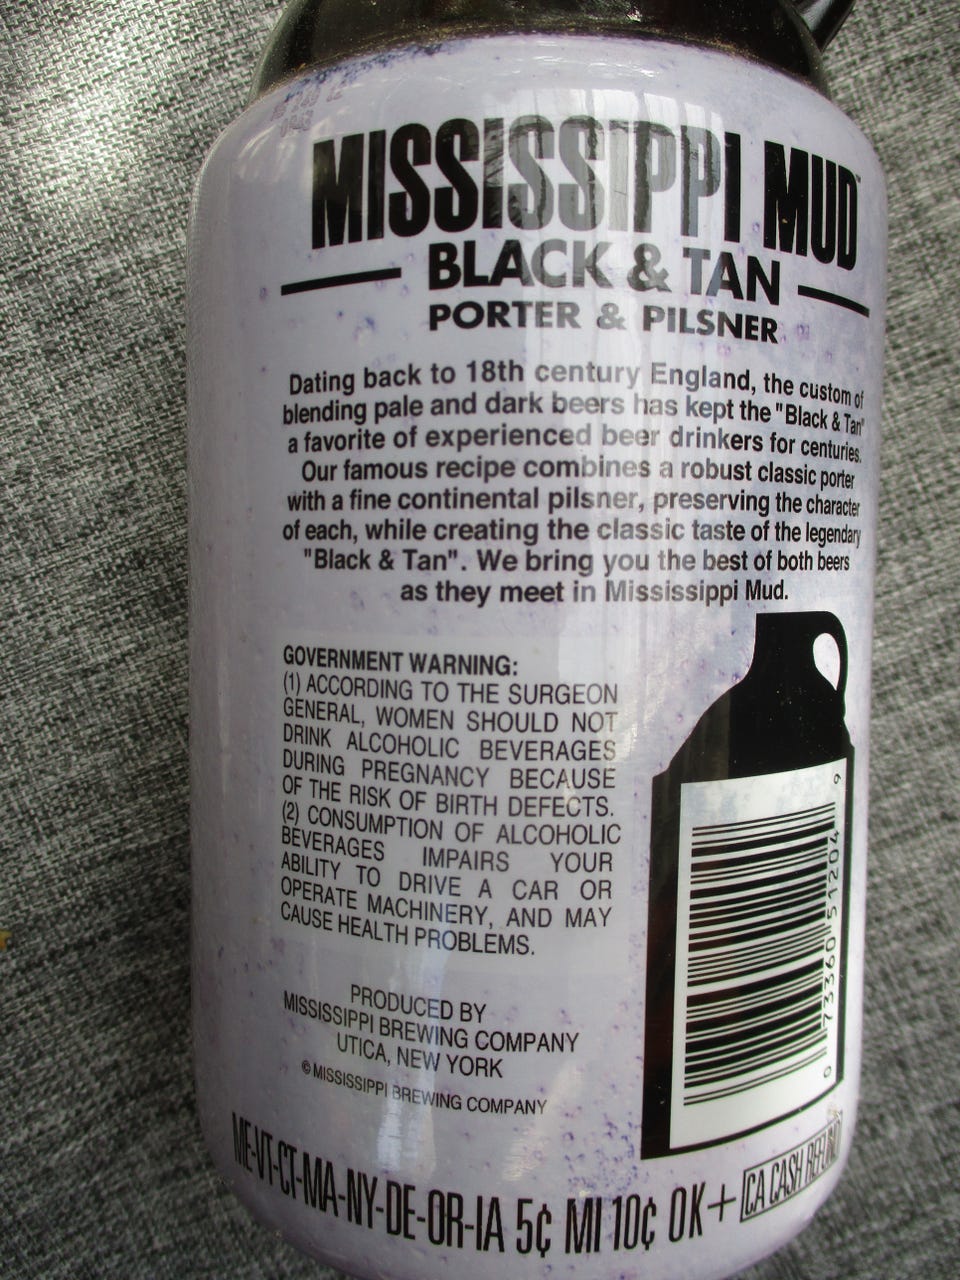 MISSISSIPPI MUD™
BLACK & TAN
PORTER & PILSNER
Dating back to 18th century England, the custom of
blending pale and dark beers has kept the "Black & Tan"
a favorite of experienced beer drinkers for centuries.
Our famous recipe combines a robust classic porter
with a fine continental pilsner, preserving the character
of each, while creating the classic taste of the legendary
"Black & Tan". We bring you the best of both beers
as they meet in Mississippi Mud.
GOVERNMENT WARNING:
(1) ACCORDING TO THE SURGEON
GENERAL, WOMEN SHOULD NOT
DRINK ALCOHOLIC BEVERAGES
DURING PREGNANCY BECAUSE
OF THE RISK OF BIRTH DEFECTS.
(2) CONSUMPTION OF ALCOHOLIC
BEVERAGES IMPAIRS YOUR
ABILITY TO DRIVE A CAR OR
OPERATE MACHINERY, AND MAY
CAUSE HEALTH PROBLEMS.
PRODUCED BY
MISSISSIPPI BREWING COMPANY
UTICA, NEW YORK
© MISSISSIPPI BREWING COMPANY
0 73360 51204 9
ME-VT-CT-MA-NY-DE-OR-IA 5¢ MI 10¢ OK+ CA CASH REFUND